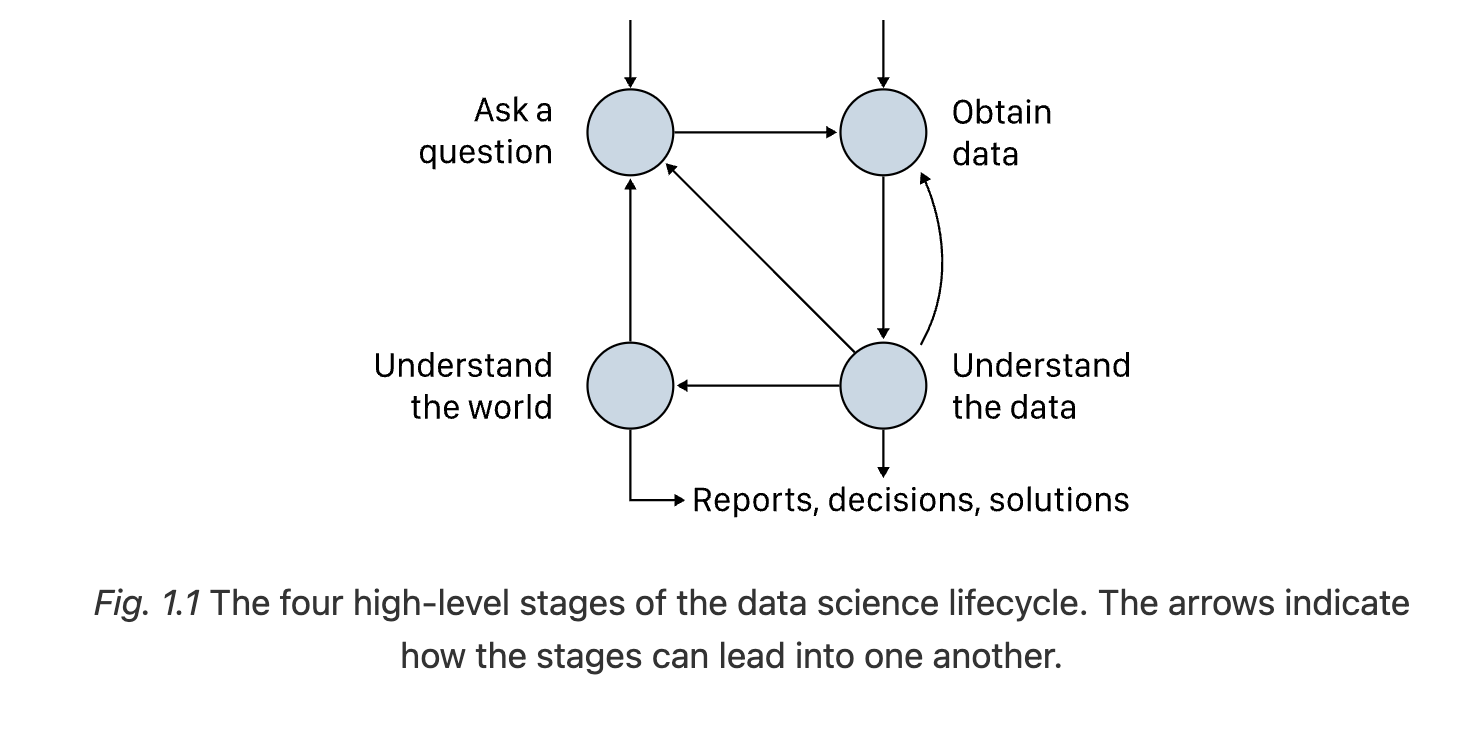 Ask a
question
Obtain
data
Understand
the world
Understand
the data
Reports, decisions, solutions
Fig. 1.1 The four high-level stages of the data science lifecycle. The arrows indicate
how the stages can lead into one another.